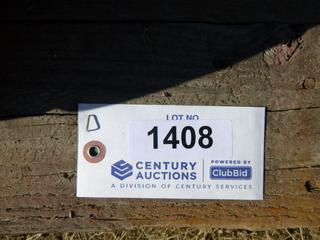 LOT NO.
1408
CENTURY
AUCTIONS
POWERED BY
ClubBid
A DIVISION OF CENTURY SERVICES